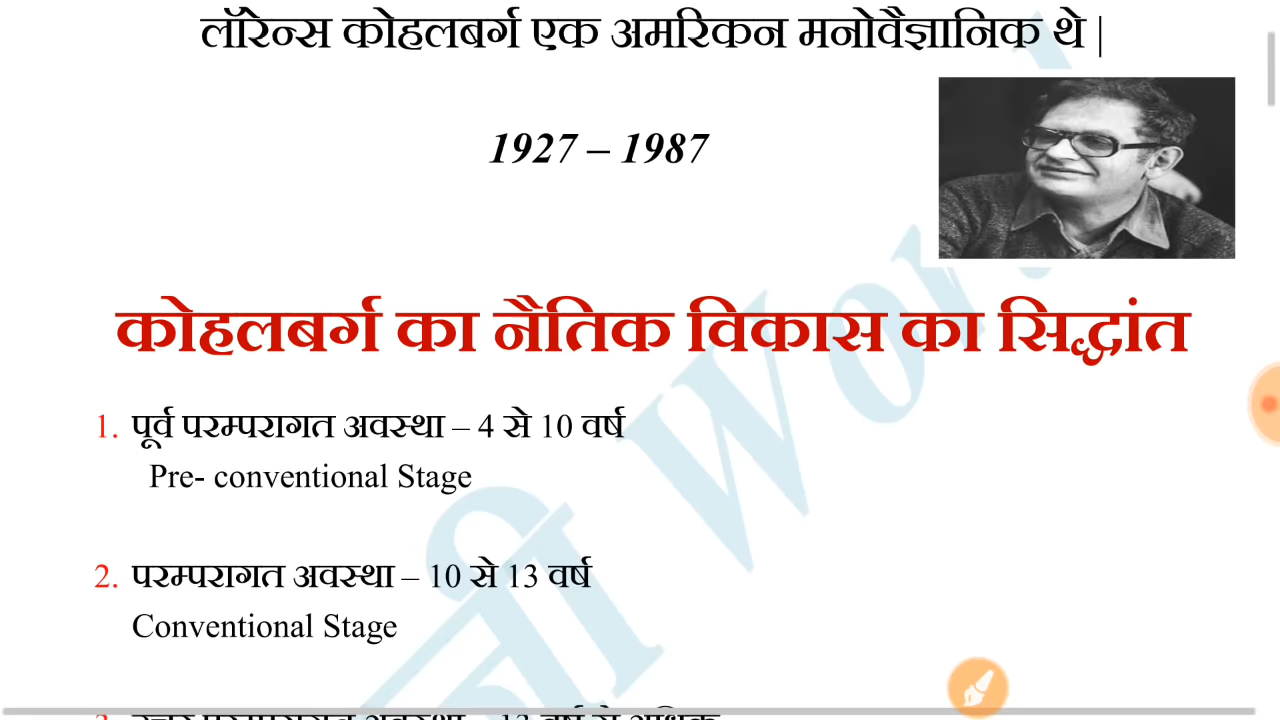 लॉरेन्स कोहलबर्ग एक अमरिकन मनोवैज्ञानिक थे |
1927 – 1987
कोहलबर्ग का नैतिक विकास का सिद्धांत
1. पूर्व परम्परागत अवस्था – 4 से 10 वर्ष
Pre- conventional Stage
2. परम्परागत अवस्था – 10 से 13 वर्ष
Conventional Stage